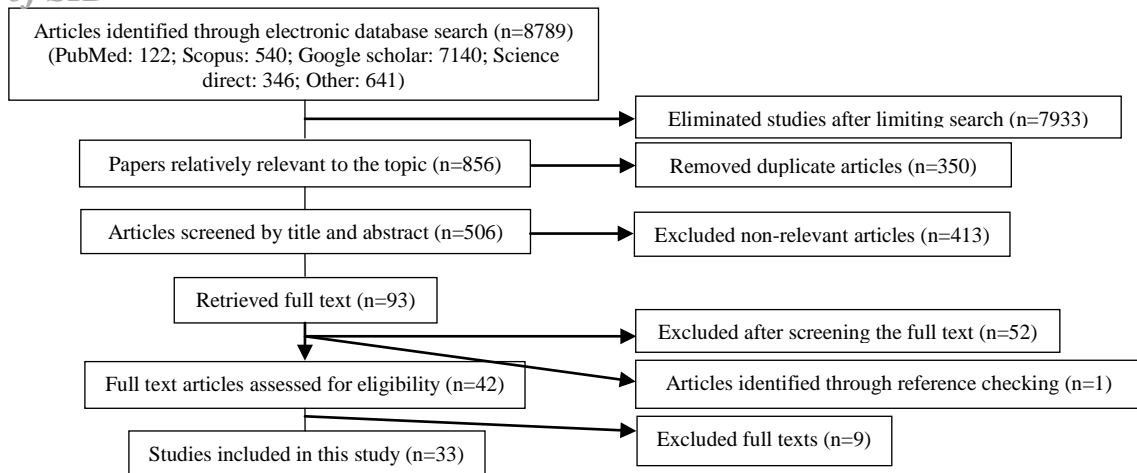 Articles identified through electronic database search (n=8789)
(PubMed: 122; Scopus: 540; Google scholar: 7140; Science
direct: 346; Other: 641)
Eliminated studies after limiting search (n=7933)
Papers relatively relevant to the topic (n=856)
Removed duplicate articles (n=350)
Articles screened by title and abstract (n=506)
Excluded non-relevant articles (n=413)
Retrieved full text (n=93)
Excluded after screening the full text (n=52)
Full text articles assessed for eligibility (n=42)
Articles identified through reference checking (n=1)
Excluded full texts (n=9)
Studies included in this study (n=33)